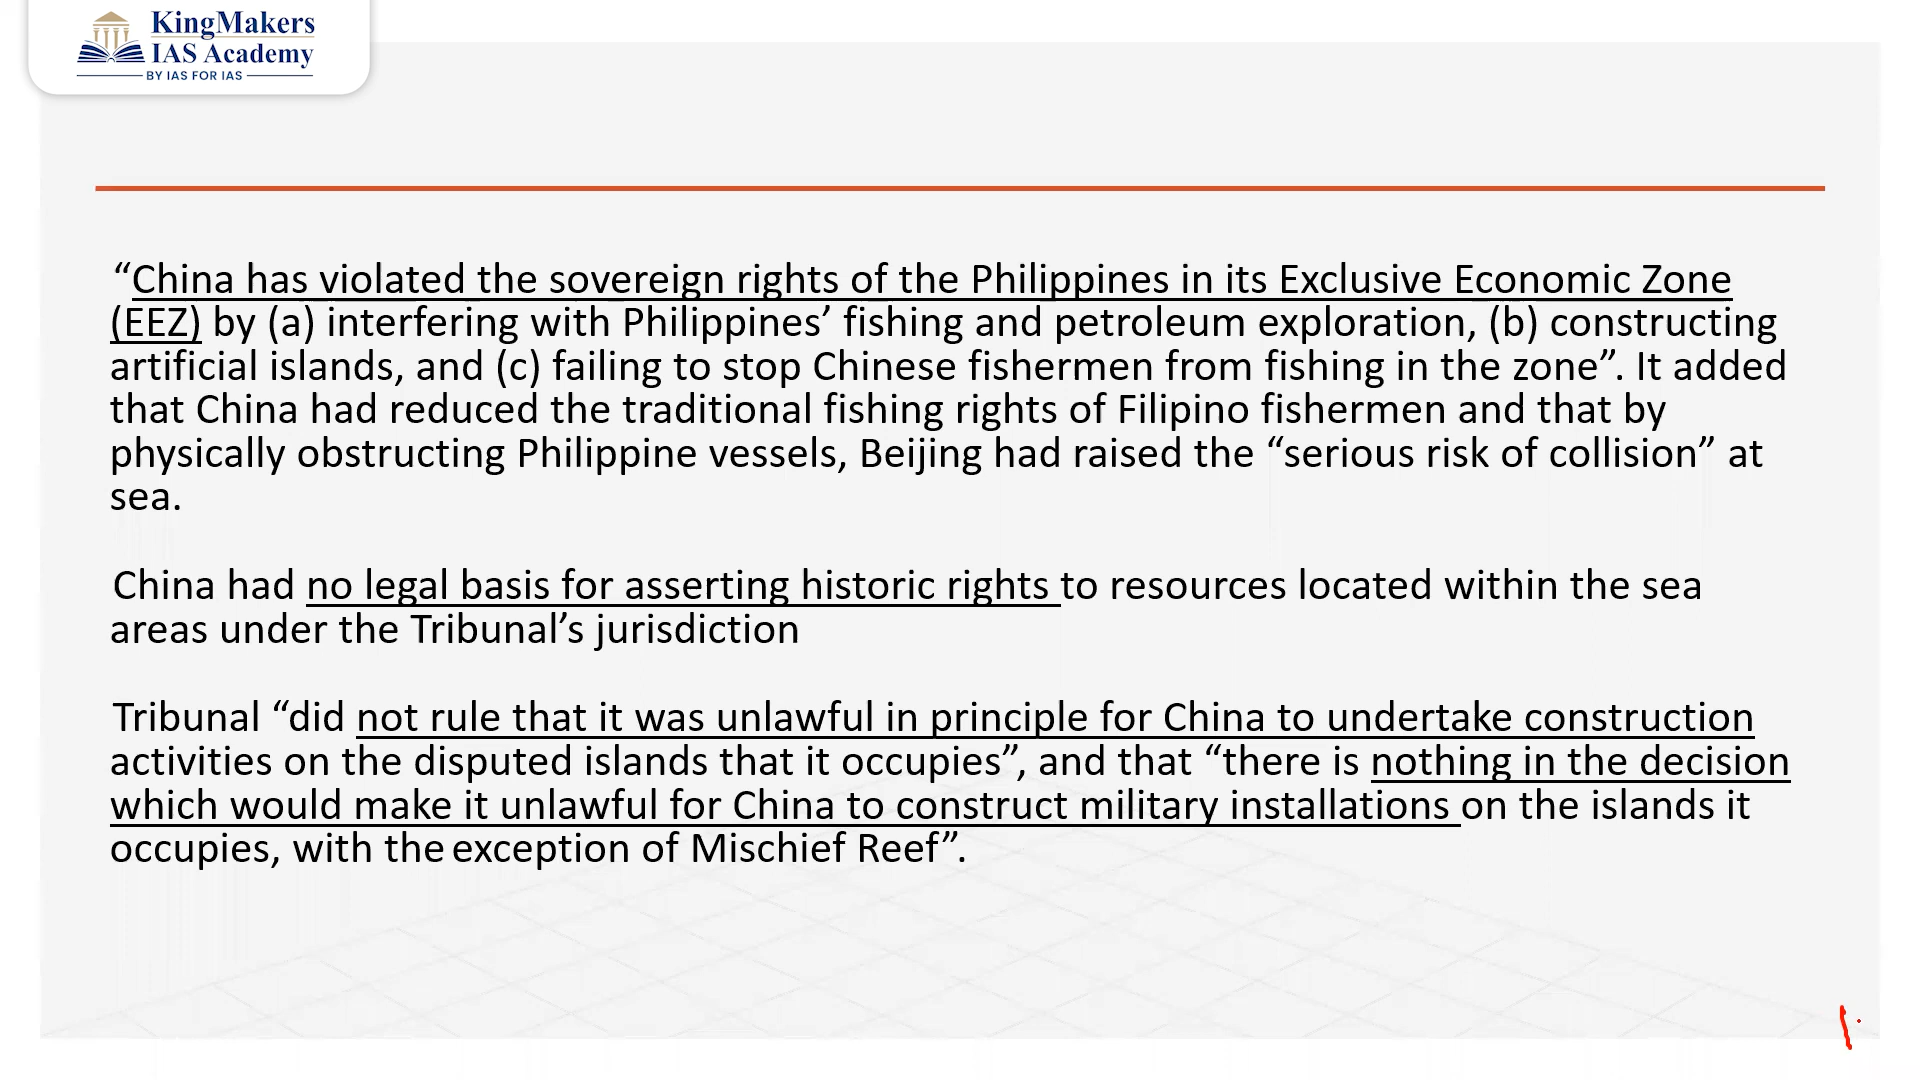 KingMakers
IAS Academy
BY IAS FOR IAS
“China has violated the sovereign rights of the Philippines in its Exclusive Economic Zone
(EEZ) by (a) interfering with Philippines’ fishing and petroleum exploration, (b) constructing
artificial islands, and (c) failing to stop Chinese fishermen from fishing in the zone”. It added
that China had reduced the traditional fishing rights of Filipino fishermen and that by
physically obstructing Philippine vessels, Beijing had raised the “serious risk of collision” at
sea.
China had no legal basis for asserting historic rights to resources located within the sea
areas under the Tribunal’s jurisdiction
Tribunal “did not rule that it was unlawful in principle for China to undertake construction
activities on the disputed islands that it occupies”, and that “there is nothing in the decision
which would make it unlawful for China to construct military installations on the islands it
occupies, with the exception of Mischief Reef”.